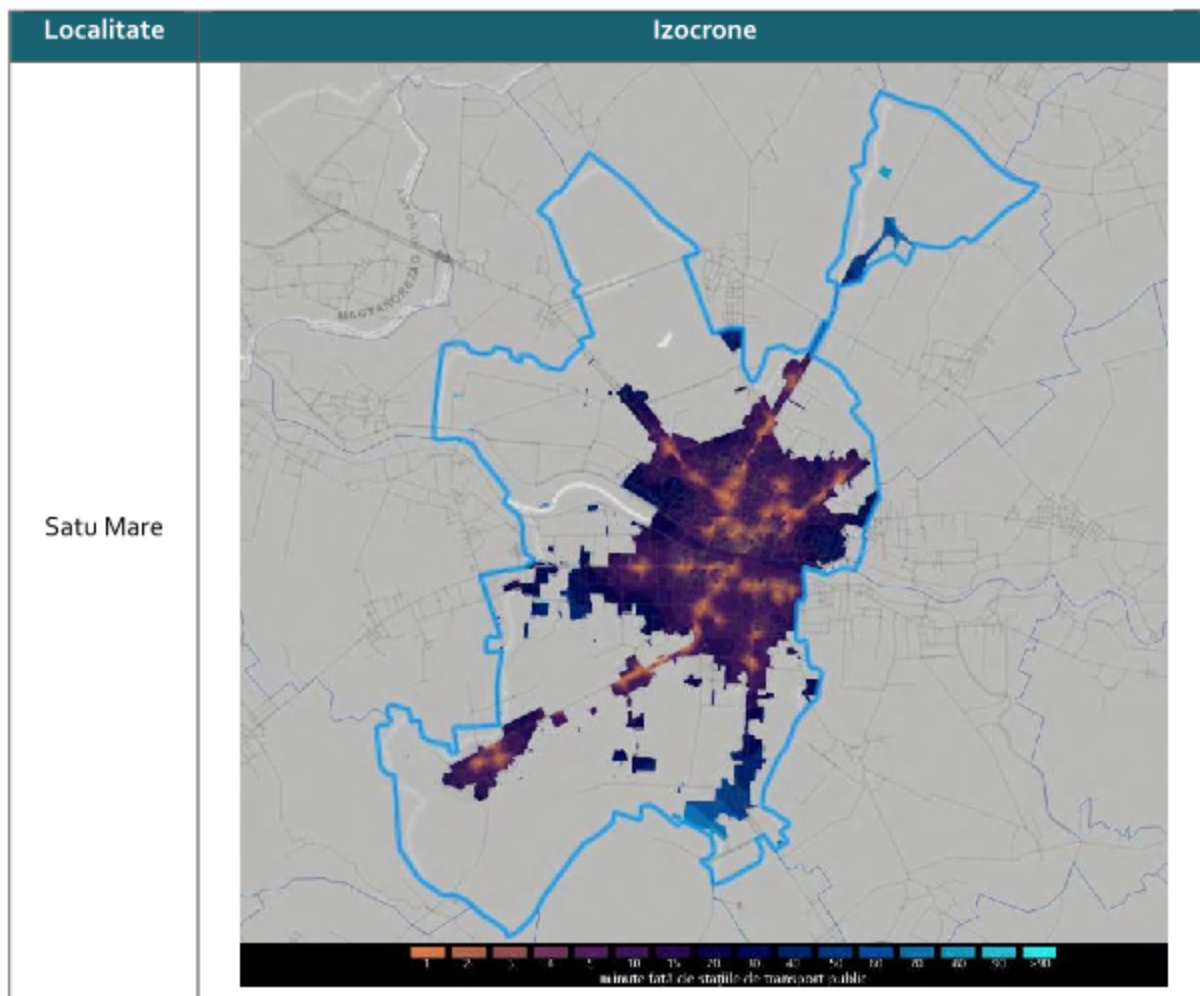 Localitate
Izocrone
Satu Mare
1 2 3 4 5 10 15 20 30 40 50 60 70 80 90 >90
minute față de stațiile de transport public